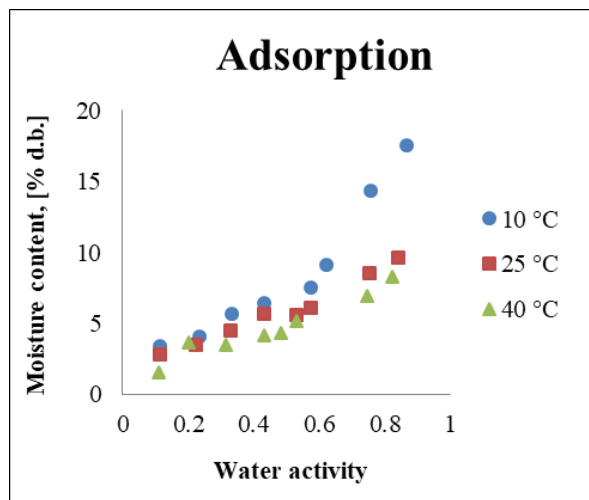 Adsorption
Moisture content, [% d.b.]
20
15
10
5
0
0
0.2
0.4
0.6
0.8
1
Water activity
10 °C
25 °C
40 °C